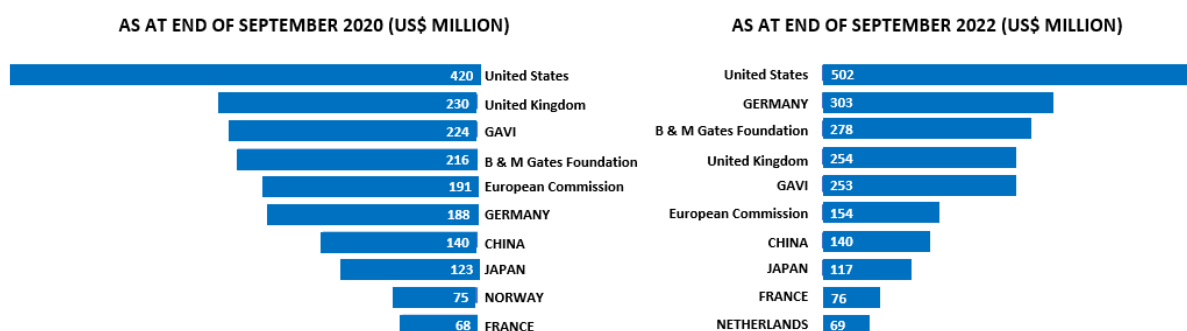 AS AT END OF SEPTEMBER 2020 (US$ MILLION)
420 United States
230 United Kingdom
224 GAVI
216 B & M Gates Foundation
191 European Commission
188 GERMANY
140 CHINA
123 JAPAN
75 NORWAY
68 FRANCE
AS AT END OF SEPTEMBER 2022 (US$ MILLION)
United States 502
GERMANY 303
B & M Gates Foundation 278
United Kingdom 254
GAVI 253
European Commission 154
CHINA 140
JAPAN 117
FRANCE 76
NETHERLANDS 69